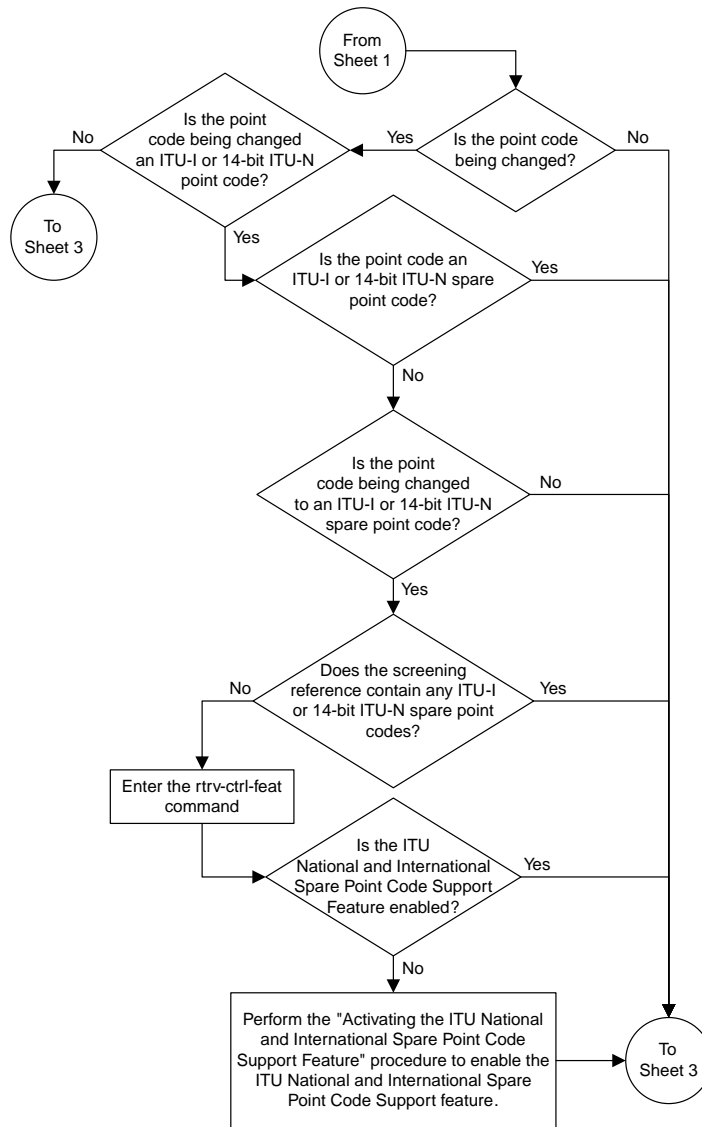 From
Sheet 1
Is the point code
being changed?
Yes
No
Is the point
code being changed
an ITU-I or 14-bit ITU-N
point code?
No
Yes
To
Sheet 3
Is the point code an
ITU-I or 14-bit ITU-N spare
point code?
Yes
No
Is the point
code being changed
to an ITU-I or 14-bit ITU-N
spare point code?
No
Yes
Does the screening
reference contain any ITU-I
or 14-bit ITU-N spare point
codes?
No
Yes
Enter the rtrv-ctrl-feat
command
Is the ITU
National and International
Spare Point Code Support
Feature enabled?
Yes
No
Perform the "Activating the ITU National
and International Spare Point Code
Support Feature" procedure to enable the
ITU National and International Spare
Point Code Support feature.
To
Sheet 3